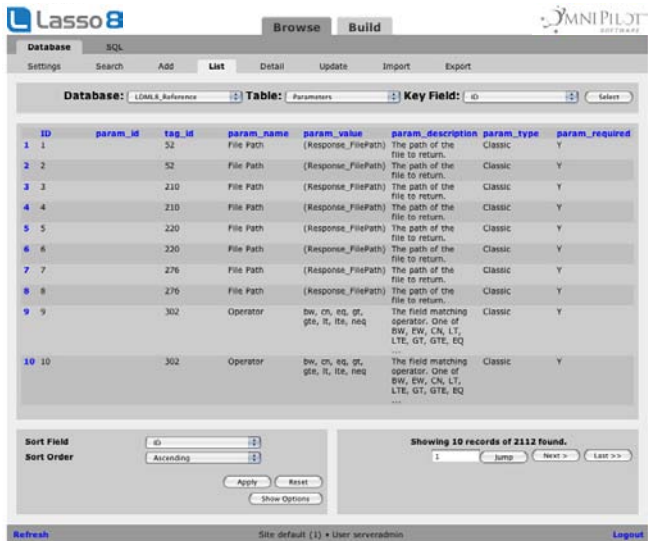 Lasso 8
Browse Build
OMNIPILOT
SOFTWARE
Database SQL
Settings Search Add List Detail Update Import Export
Database: LDML8_Reference Table: Parameters Key Field: ID Select
ID param_id tag_id param_name param_value param_description param_type param_required
1 1 52 File Path (Response_FilePath) The path of the Classic Y
file to return.
2 2 52 File Path (Response_FilePath) The path of the Classic Y
file to return.
3 3 210 File Path (Response_FilePath) The path of the Classic Y
file to return.
4 4 210 File Path (Response_FilePath) The path of the Classic Y
file to return.
5 5 220 File Path (Response_FilePath) The path of the Classic Y
file to return.
6 6 220 File Path (Response_FilePath) The path of the Classic Y
file to return.
7 7 276 File Path (Response_FilePath) The path of the Classic Y
file to return.
8 8 276 File Path (Response_FilePath) The path of the Classic Y
file to return.
9 9 302 Operator bw, cn, eq, gt, The field matching Classic Y
gte, lt, lte, neq operator. One of
BW, EW, CN, LT,
LTE, GT, GTE, EQ
...
10 10 302 Operator bw, cn, eq, gt, The field matching Classic Y
gte, lt, lte, neq operator. One of
BW, EW, CN, LT,
LTE, GT, GTE, EQ
...
Sort Field ID
Sort Order Ascending
Apply Reset
Show Options
Showing 10 records of 2112 found.
1 Jump Next > Last >>
Refresh Site default (1) • User serveradmin Logout